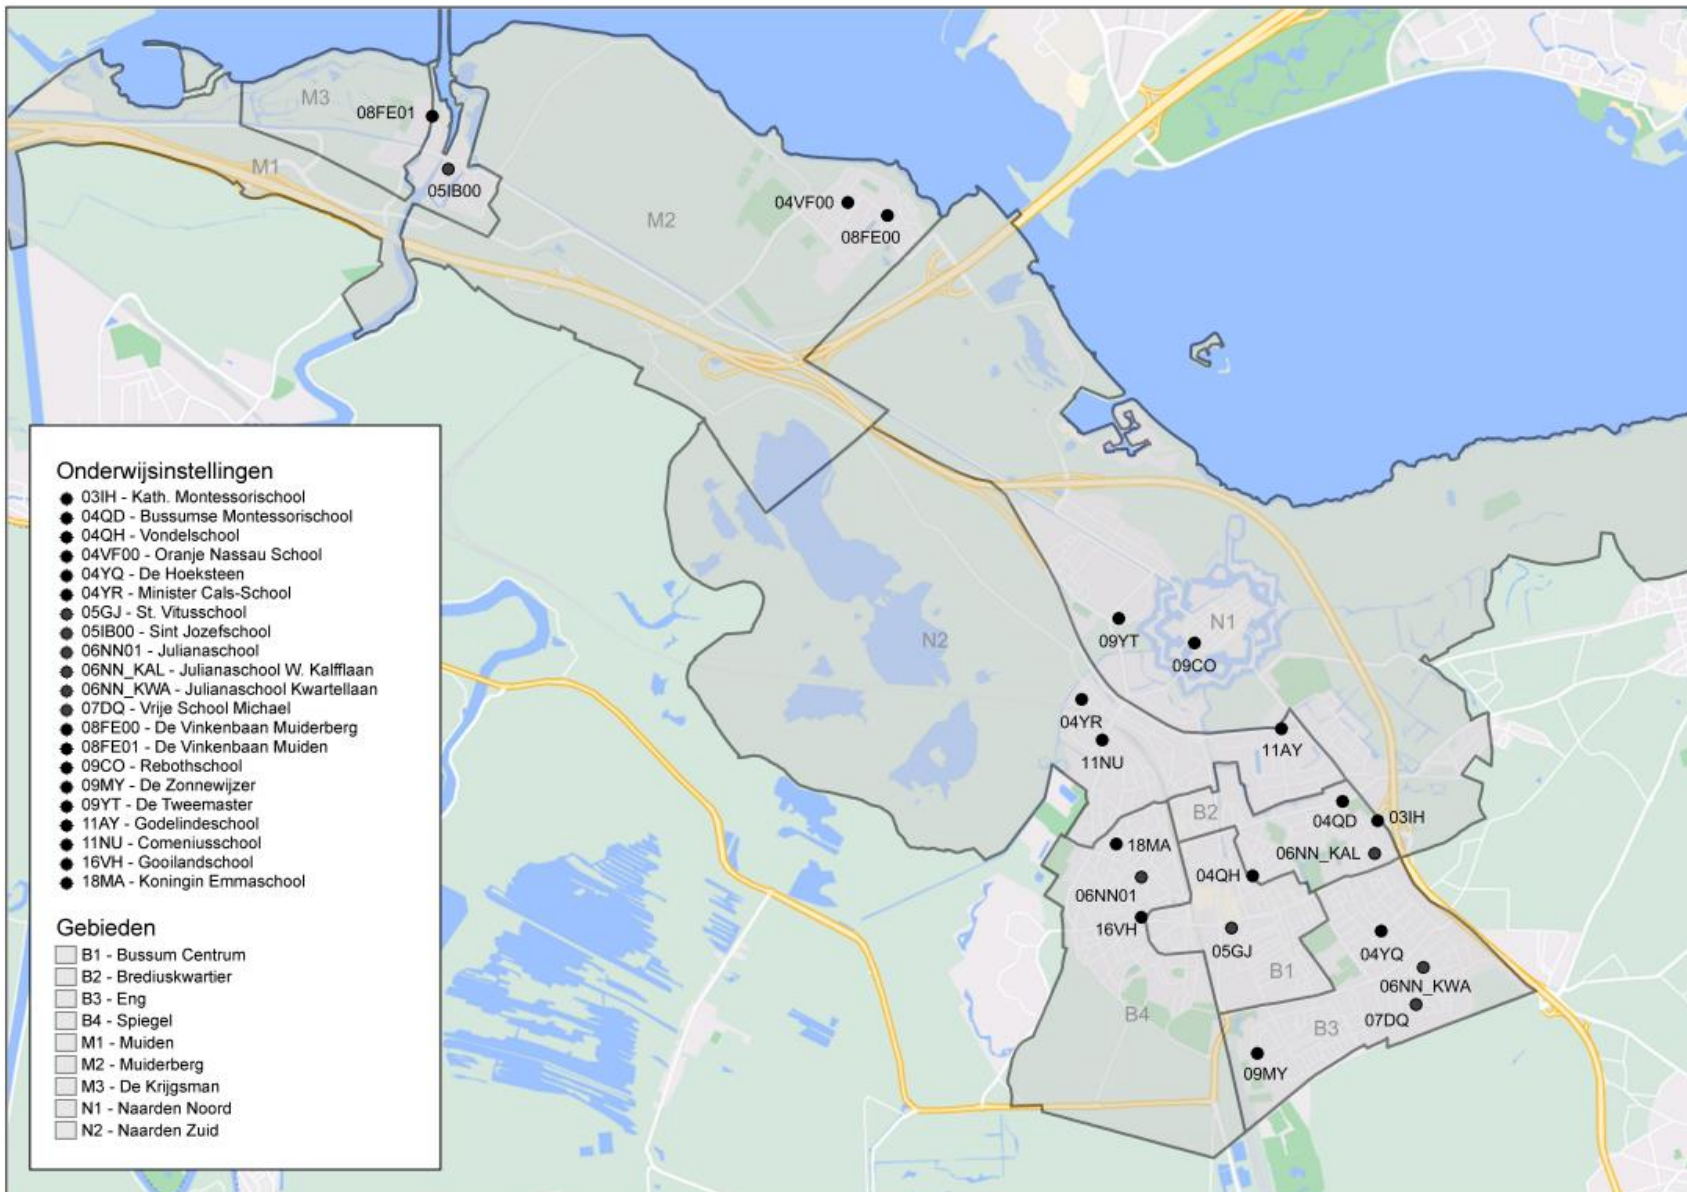 M3
08FE01
M1
05IB00
M2
04VF00
08FE00
N2
09YT
N1
09CO
04YR
11NU
11AY
B2
04QD
03IH
18MA
06NN_KAL
04QH
06NN01
16VH
05GJ
04YQ
B1
06NN_KWA
B4
07DQ
B3
09MY
Onderwijsinstellingen
03IH - Kath. Montessorischool
04QD - Bussumse Montessorischool
04QH - Vondelschool
04VF00 - Oranje Nassau School
04YQ - De Hoeksteen
04YR - Minister Cals-School
05GJ - St. Vitusschool
05IB00 - Sint Jozefschool
06NN01 - Julianaschool
06NN_KAL - Julianaschool W. Kalfflaan
06NN_KWA - Julianaschool Kwartellaan
07DQ - Vrije School Michael
08FE00 - De Vinkenbaan Muiderberg
08FE01 - De Vinkenbaan Muiden
09CO - Rebothschool
09MY - De Zonnewijzer
09YT - De Tweemaster
11AY - Godelindeschool
11NU - Comeniusschool
16VH - Gooilandschool
18MA - Koningin Emmaschool
Gebieden
B1 - Bussum Centrum
B2 - Brediuskwartier
B3 - Eng
B4 - Spiegel
M1 - Muiden
M2 - Muiderberg
M3 - De Krijgsman
N1 - Naarden Noord
N2 - Naarden Zuid